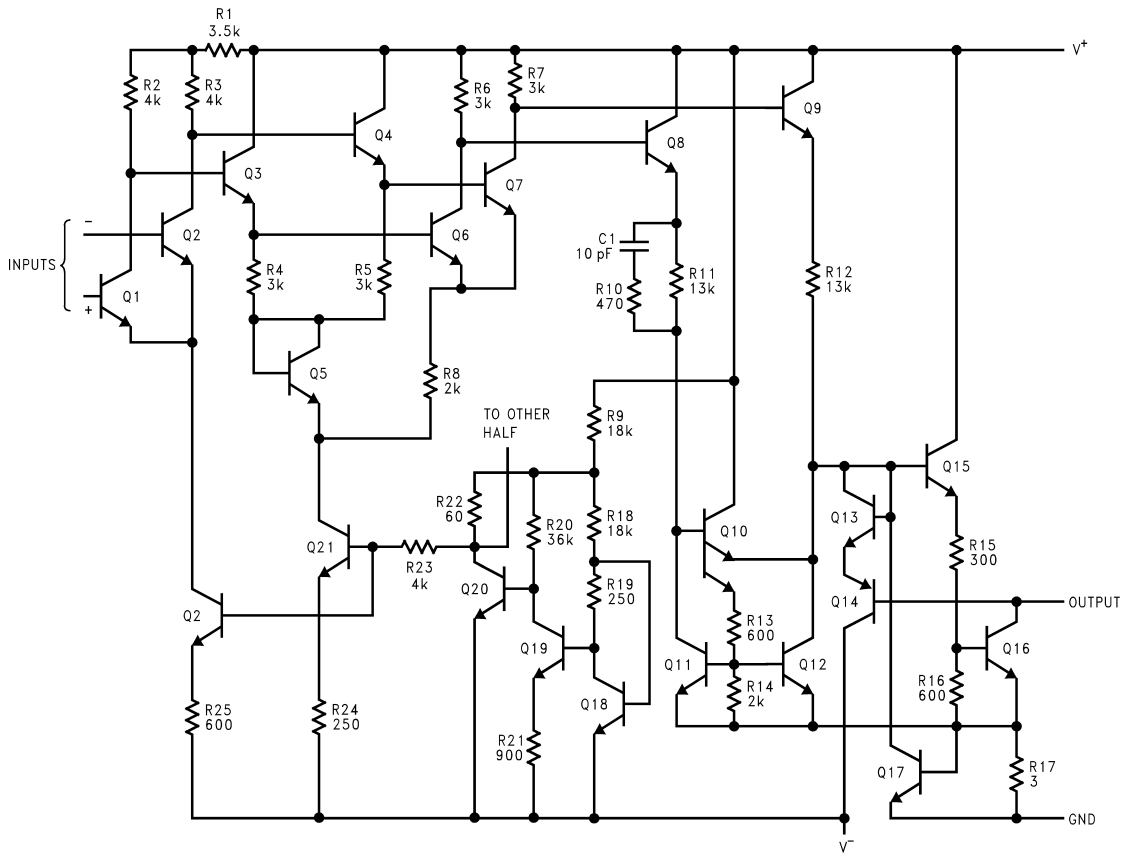 R1
3.5k
V+
R2
4k
R3
4k
R6
3k
R7
3k
Q4
Q9
Q8
Q3
Q7
-
Q2
Q6
INPUTS
+
Q1
R4
3k
R5
3k
C1
10 pF
R10
470
R11
13k
R12
13k
Q5
R8
2k
TO OTHER
HALF
R9
18k
Q15
R22
60
R20
36k
R18
18k
Q10
Q13
Q21
R23
4k
Q20
R19
250
R15
300
Q14
OUTPUT
Q2
R13
600
Q19
Q11
Q12
Q16
R14
2k
R16
600
Q18
R25
600
R24
250
R21
900
Q17
R17
3
GND
V-